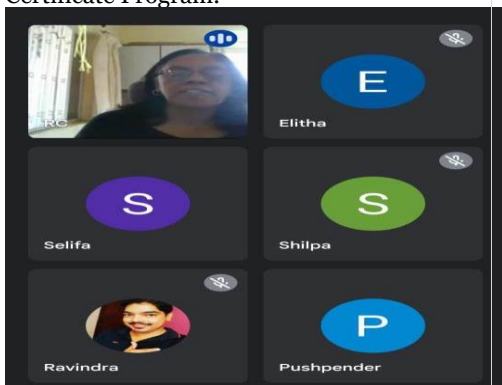 Certificate Program.
RC
E
Elitha
S
Selifa
S
Shilpa
Ravindra
P
Pushpender